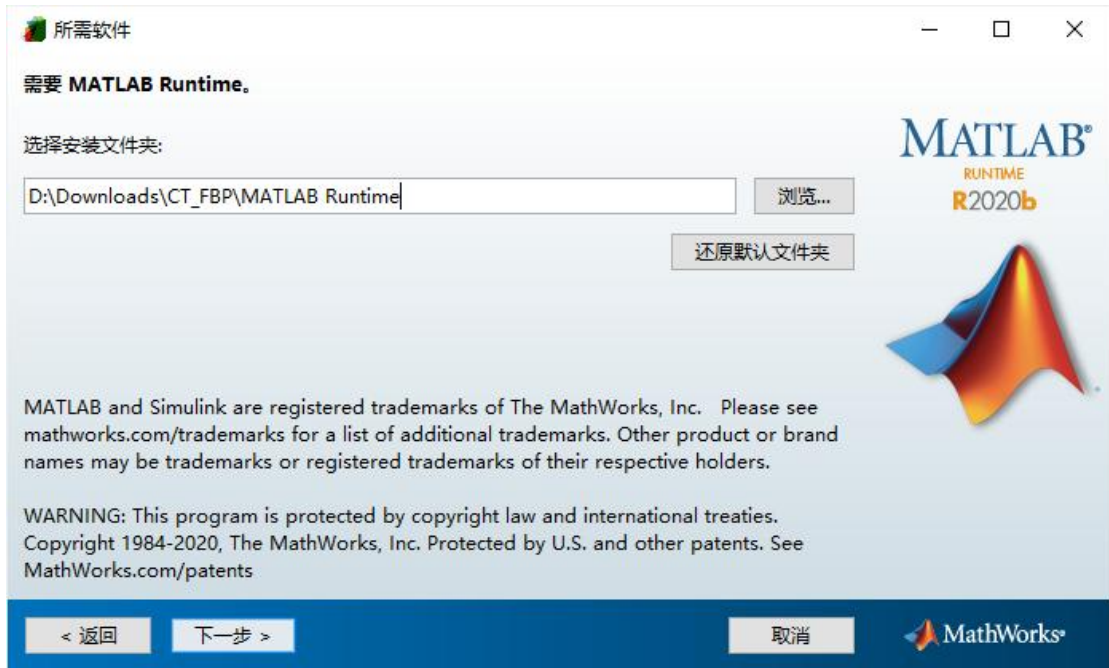 所需软件
需要 MATLAB Runtime。
选择安装文件夹:
D:\Downloads\CT_FBP\MATLAB Runtime
浏览...
还原默认文件夹
MATLAB®
RUNTIME
R2020b
MATLAB and Simulink are registered trademarks of The MathWorks, Inc.   Please see
mathworks.com/trademarks for a list of additional trademarks. Other product or brand
names may be trademarks or registered trademarks of their respective holders.
WARNING: This program is protected by copyright law and international treaties.
Copyright 1984-2020, The MathWorks, Inc. Protected by U.S. and other patents. See
MathWorks.com/patents
< 返回
下一步 >
取消
MathWorks®